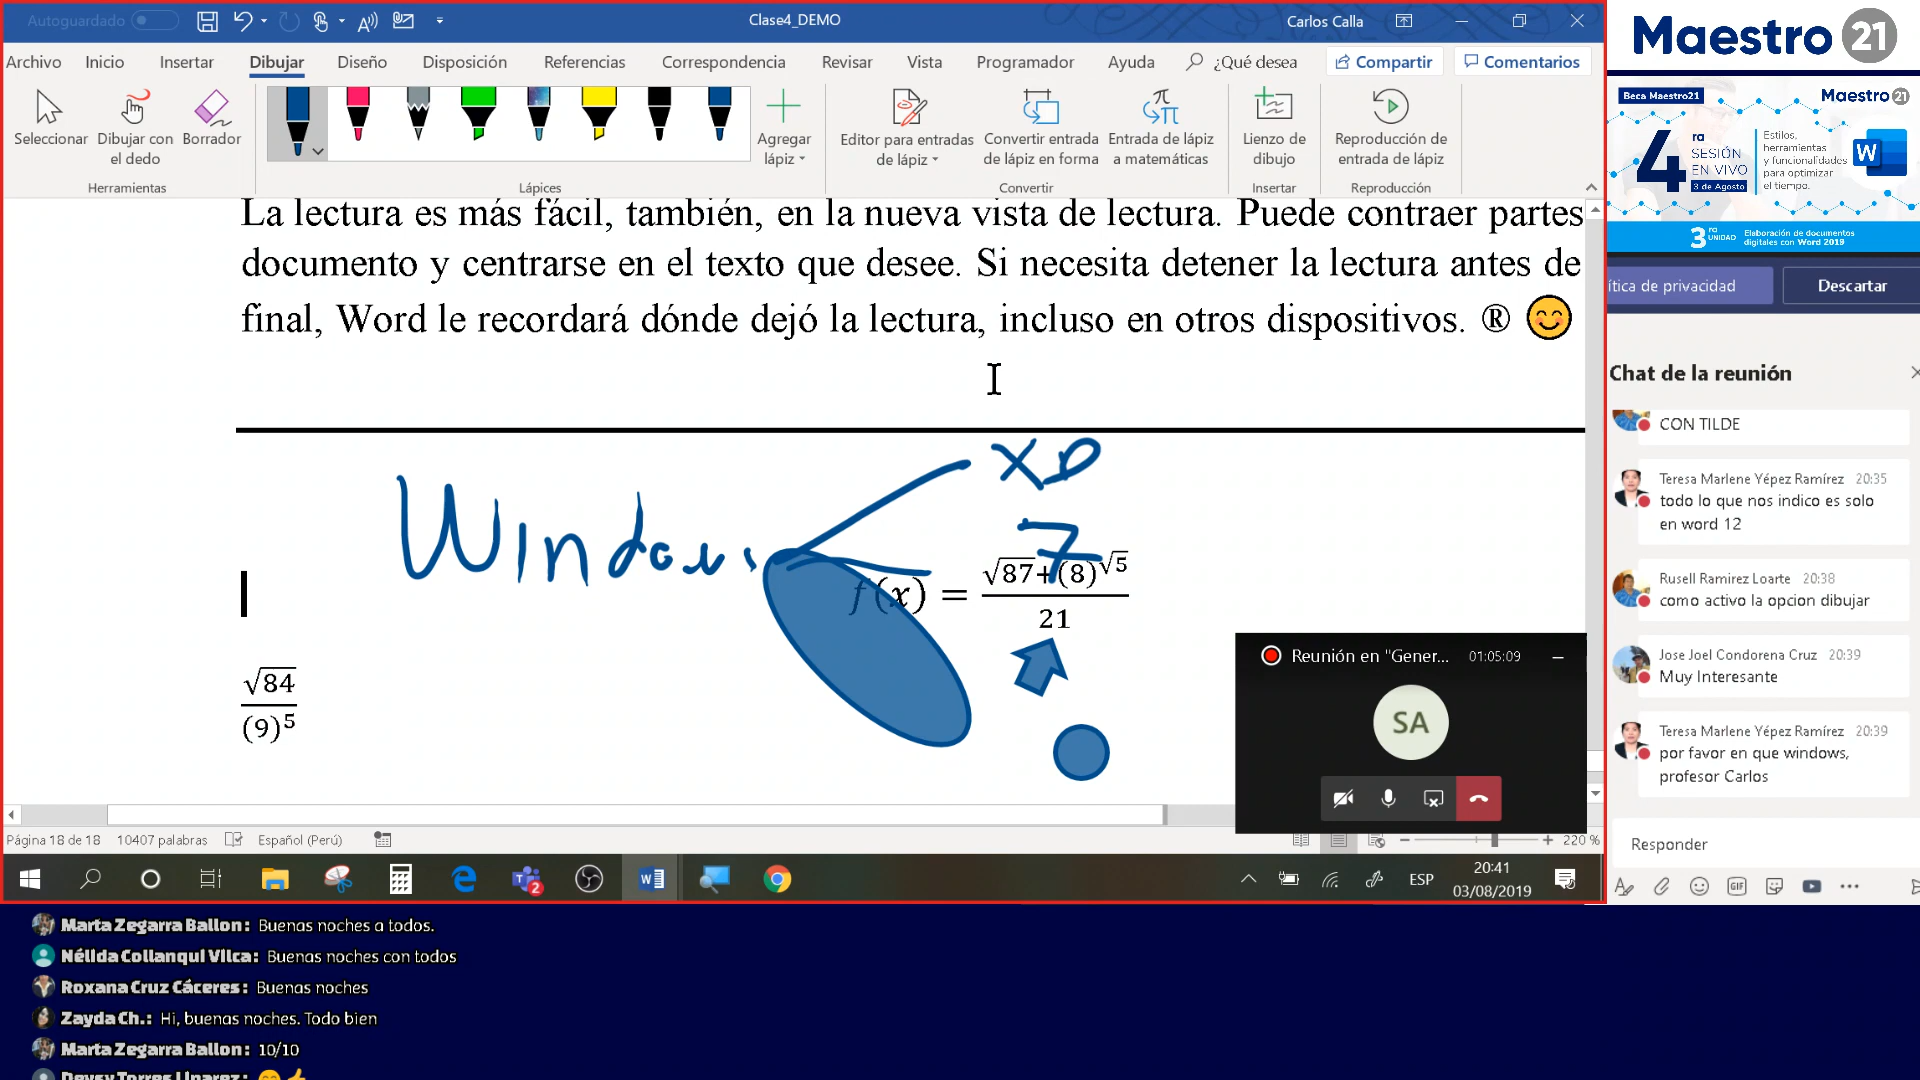 Autoguardado
Clase4_DEMO
Carlos Calla
Archivo Inicio Insertar Dibujar Diseño Disposición Referencias Correspondencia Revisar Vista Programador Ayuda ¿Qué desea Compartir Comentarios
Seleccionar
Dibujar con el dedo
Borrador
Agregar lápiz
Editor para entradas de lápiz
Convertir entrada de lápiz en forma
Entrada de lápiz a matemáticas
Lienzo de dibujo
Reproducción de entrada de lápiz
Herramientas Lápices Convertir Insertar Reproducción
La lectura es más fácil, también, en la nueva vista de lectura. Puede contraer partes
documento y centrarse en el texto que desee. Si necesita detener la lectura antes de
final, Word le recordará dónde dejó la lectura, incluso en otros dispositivos. ® 😊
Windows
XP
7
f(x) = (√87+(8)^√5)/21
√84/(9)^5
Reunión en "Gener... 01:05:09
SA
Página 18 de 18 10407 palabras Español (Perú) 220 %
2
ESP
20:41
03/08/2019
Maestro 21
Beca Maestro21
Maestro 21
4 ra
SESIÓN
EN VIVO
3 de Agosto
Estilos,
herramientas
y funcionalidades
para optimizar
el tiempo.
W
3 ra UNIDAD
Elaboración de documentos
digitales con Word 2019
ítica de privacidad
Descartar
Chat de la reunión
CON TILDE
Teresa Marlene Yépez Ramírez 20:35
todo lo que nos indico es solo
en word 12
Rusell Ramirez Loarte 20:38
como activo la opcion dibujar
Jose Joel Condorena Cruz 20:39
Muy Interesante
Teresa Marlene Yépez Ramírez 20:39
por favor en que windows,
profesor Carlos
Responder
GIF
Marta Zegarra Ballon: Buenas noches a todos.
Nélida Collanqui Vilca: Buenas noches con todos
Roxana Cruz Cáceres: Buenas noches
Zayda Ch.: Hi, buenas noches. Todo bien
Marta Zegarra Ballon: 10/10
Deysy Torres Linarez: 😊👍